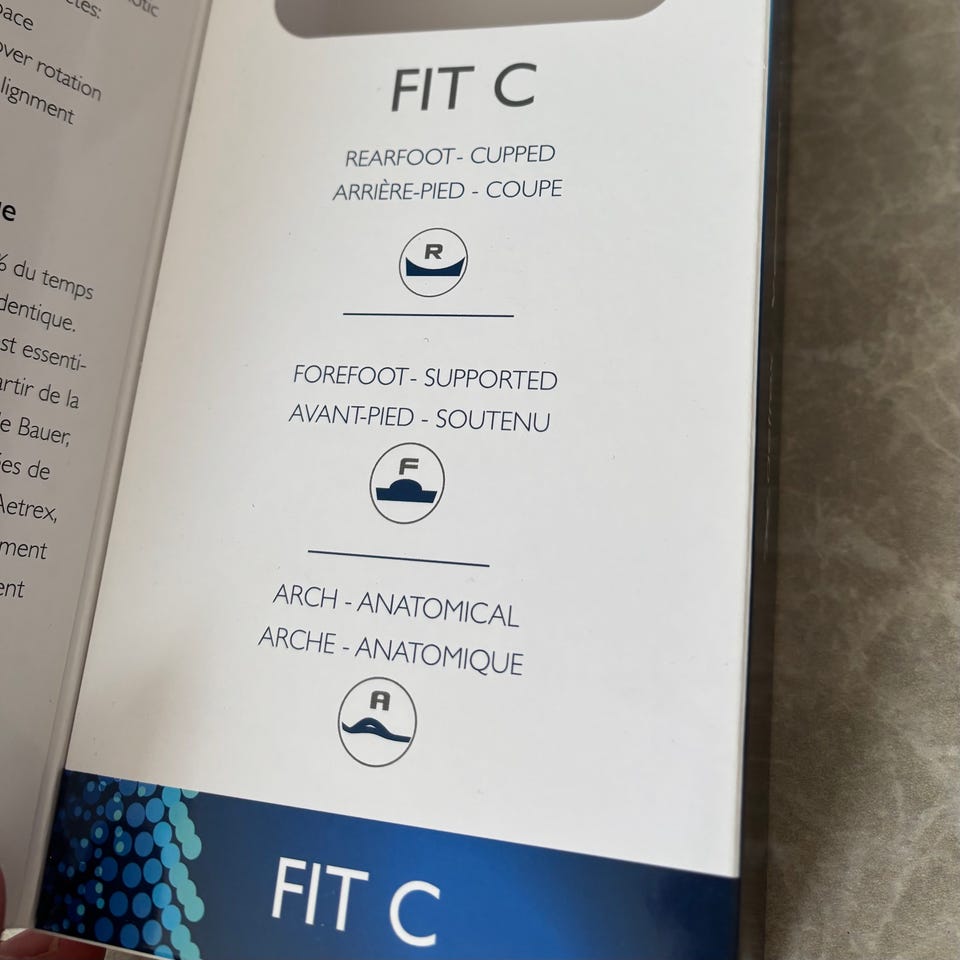 pace
over rotation
lignment
% du temps
dentique.
st essenti-
artir de la
e Bauer,
es de
Aetrex,
ment
ent
FIT C
REARFOOT - CUPPED
ARRIÈRE-PIED - COUPE
R
FOREFOOT - SUPPORTED
AVANT-PIED - SOUTENU
F
ARCH - ANATOMICAL
ARCHE - ANATOMIQUE
A
FIT C